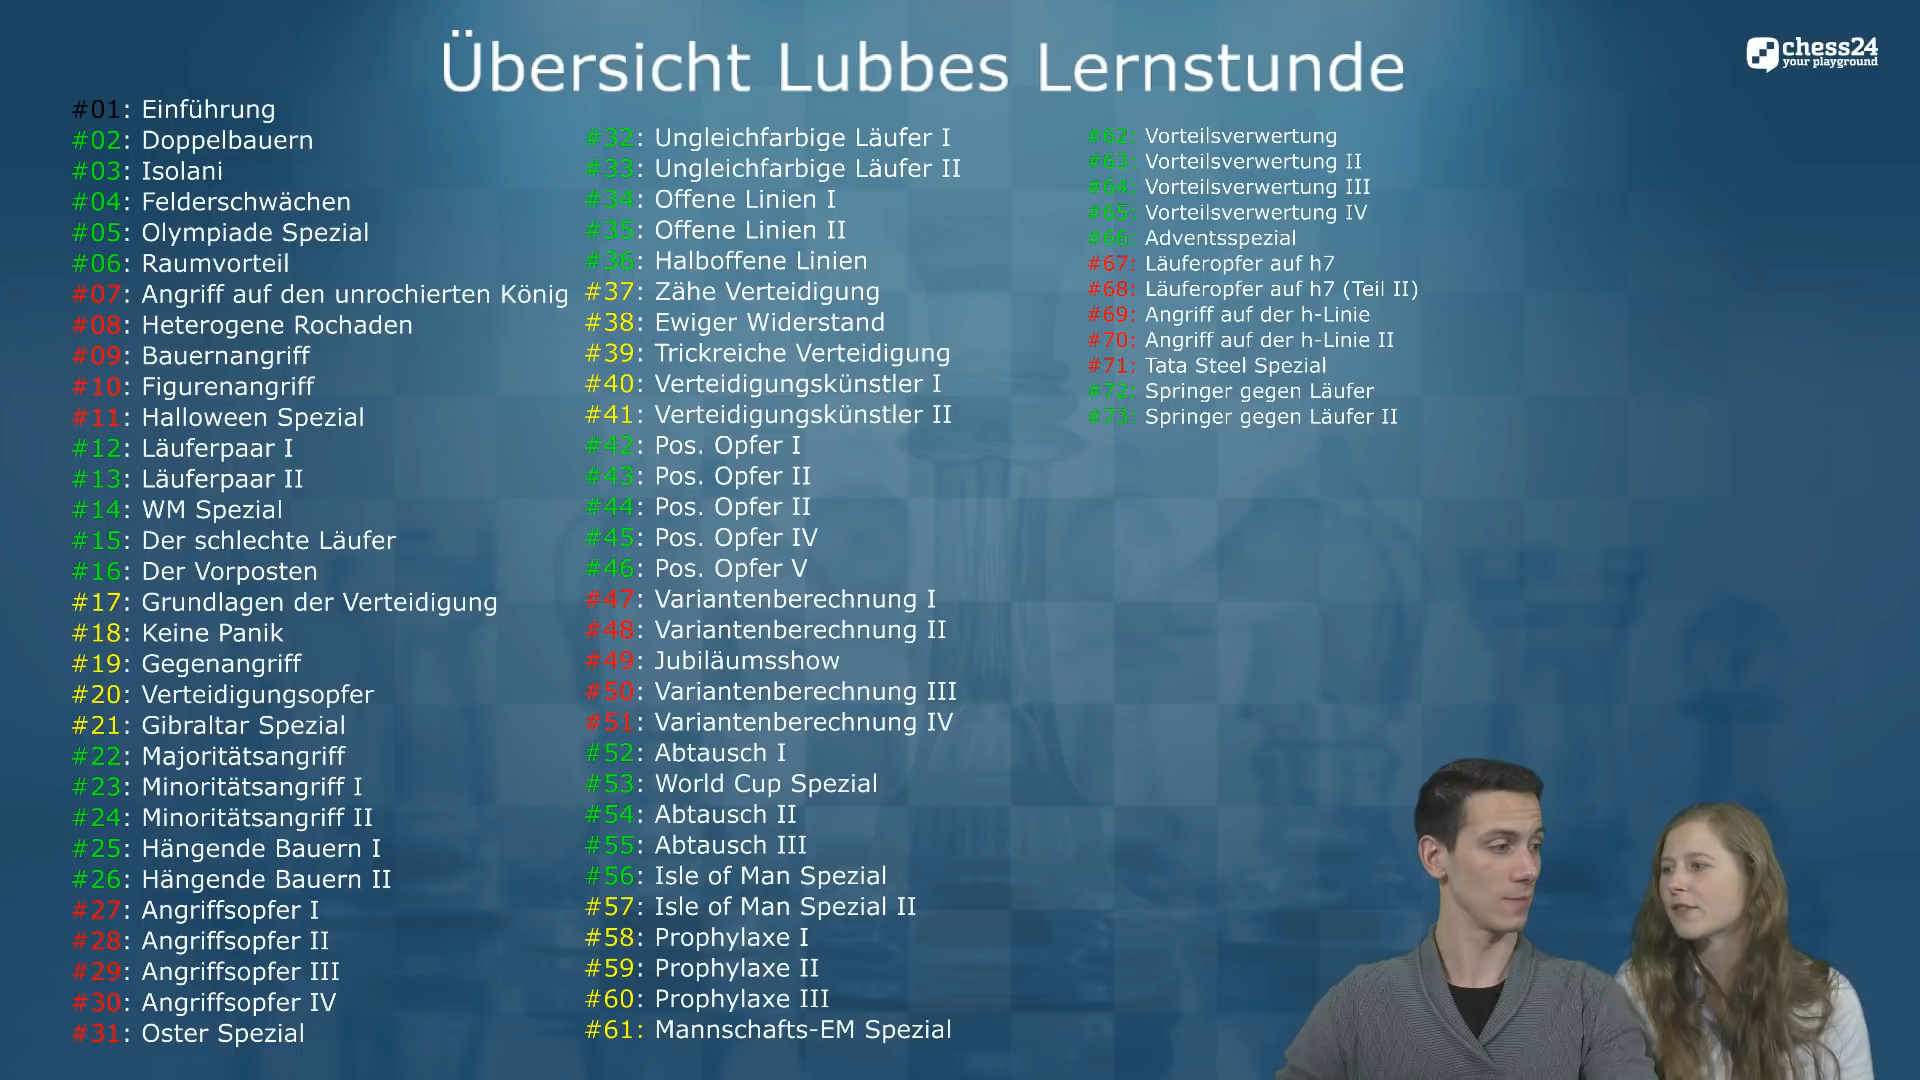 Übersicht Lubbes Lernstunde
chess24
your playground
#01: Einführung
#02: Doppelbauern
#03: Isolani
#04: Felderschwächen
#05: Olympiade Spezial
#06: Raumvorteil
#07: Angriff auf den unrochierten König
#08: Heterogene Rochaden
#09: Bauernangriff
#10: Figurenangriff
#11: Halloween Spezial
#12: Läuferpaar I
#13: Läuferpaar II
#14: WM Spezial
#15: Der schlechte Läufer
#16: Der Vorposten
#17: Grundlagen der Verteidigung
#18: Keine Panik
#19: Gegenangriff
#20: Verteidigungsopfer
#21: Gibraltar Spezial
#22: Majoritätsangriff
#23: Minoritätsangriff I
#24: Minoritätsangriff II
#25: Hängende Bauern I
#26: Hängende Bauern II
#27: Angriffsopfer I
#28: Angriffsopfer II
#29: Angriffsopfer III
#30: Angriffsopfer IV
#31: Oster Spezial
#32: Ungleichfarbige Läufer I
#33: Ungleichfarbige Läufer II
#34: Offene Linien I
#35: Offene Linien II
#36: Halboffene Linien
#37: Zähe Verteidigung
#38: Ewiger Widerstand
#39: Trickreiche Verteidigung
#40: Verteidigungskünstler I
#41: Verteidigungskünstler II
#42: Pos. Opfer I
#43: Pos. Opfer II
#44: Pos. Opfer II
#45: Pos. Opfer IV
#46: Pos. Opfer V
#47: Variantenberechnung I
#48: Variantenberechnung II
#49: Jubiläumsshow
#50: Variantenberechnung III
#51: Variantenberechnung IV
#52: Abtausch I
#53: World Cup Spezial
#54: Abtausch II
#55: Abtausch III
#56: Isle of Man Spezial
#57: Isle of Man Spezial II
#58: Prophylaxe I
#59: Prophylaxe II
#60: Prophylaxe III
#61: Mannschafts-EM Spezial
#62: Vorteilsverwertung
#63: Vorteilsverwertung II
#64: Vorteilsverwertung III
#65: Vorteilsverwertung IV
#66: Adventsspezial
#67: Läuferopfer auf h7
#68: Läuferopfer auf h7 (Teil II)
#69: Angriff auf der h-Linie
#70: Angriff auf der h-Linie II
#71: Tata Steel Spezial
#72: Springer gegen Läufer
#73: Springer gegen Läufer II